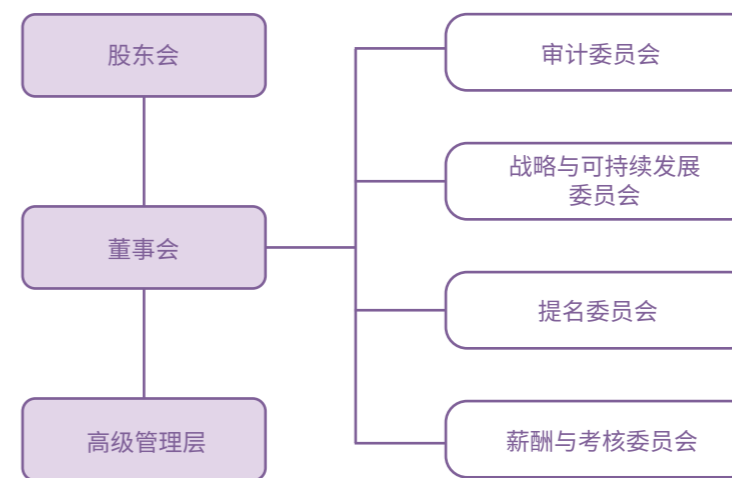 股东会
董事会
高级管理层
审计委员会
战略与可持续发展
委员会
提名委员会
薪酬与考核委员会